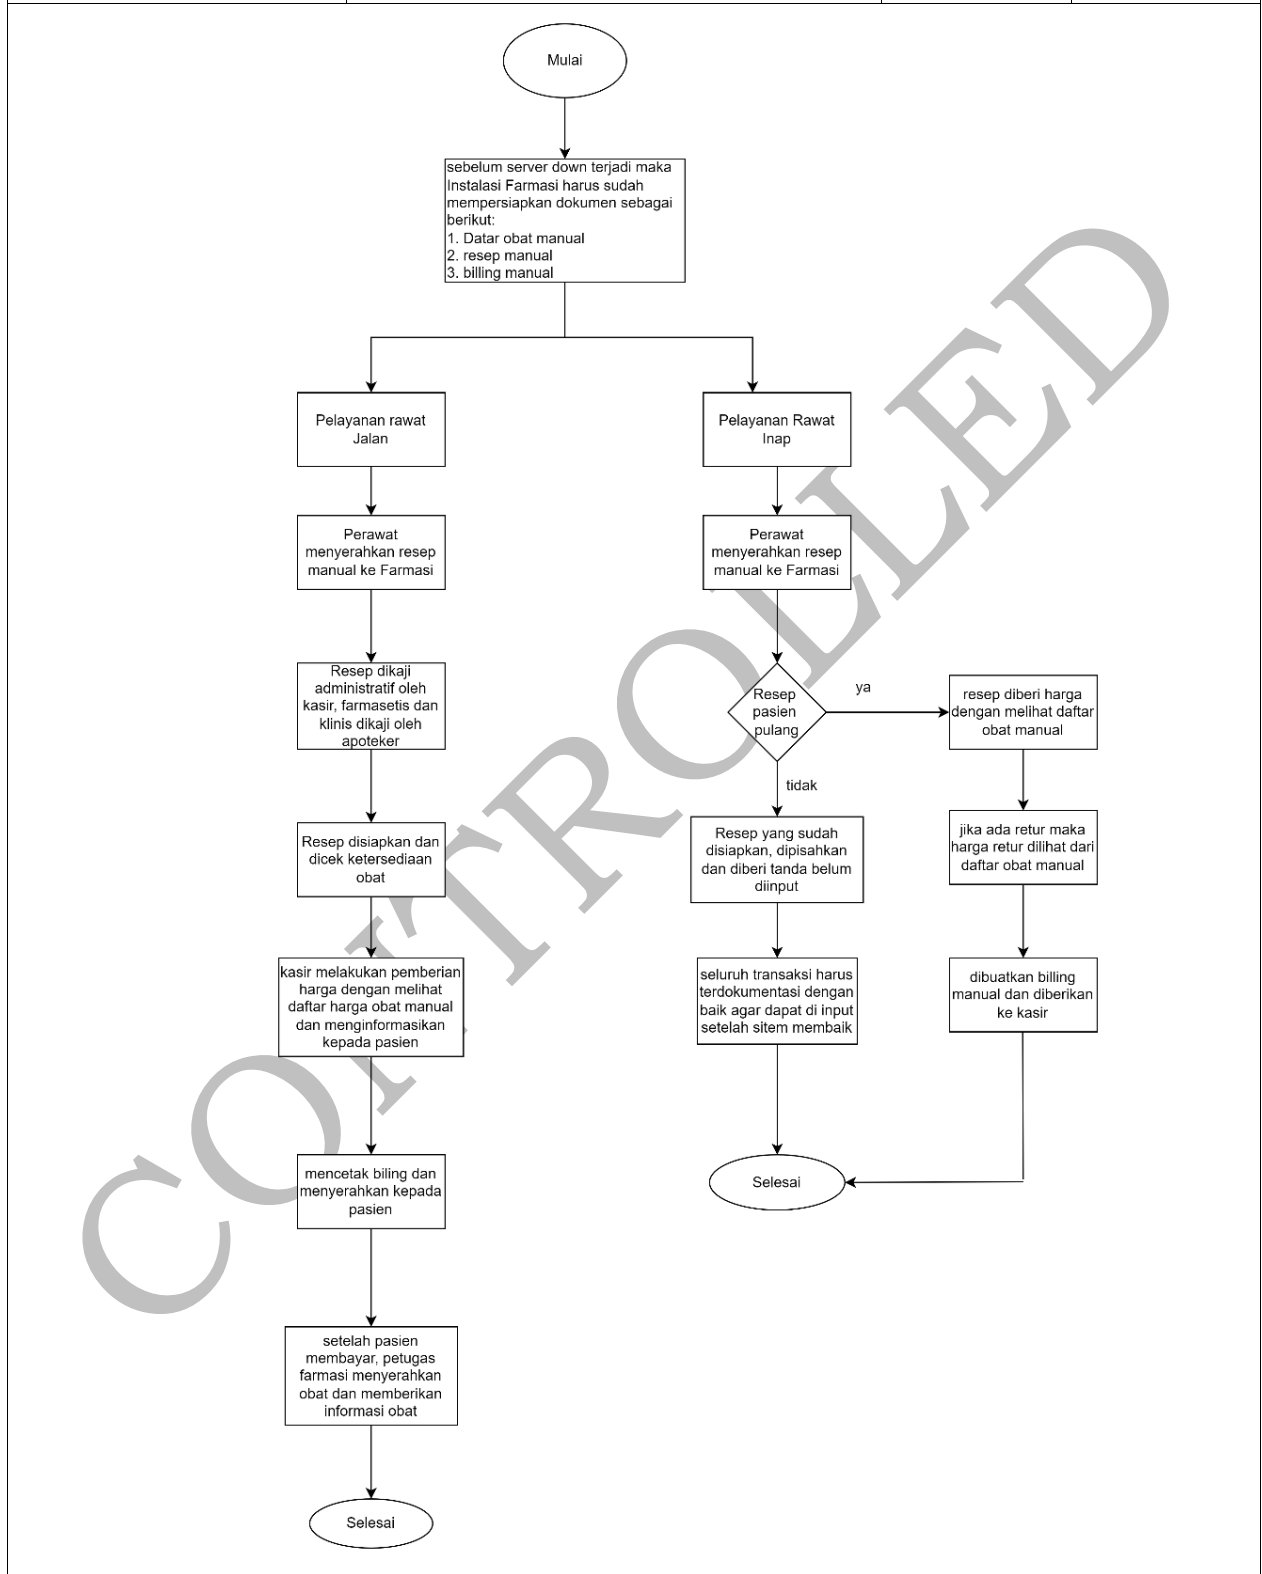 Mulai
sebelum server down terjadi maka
Instalasi Farmasi harus sudah
mempersiapkan dokumen sebagai
berikut:
1. Datar obat manual
2. resep manual
3. billing manual
Pelayanan rawat
Jalan
Perawat
menyerahkan resep
manual ke Farmasi
Resep dikaji
administratif oleh
kasir, farmasetis dan
klinis dikaji oleh
apoteker
Resep disiapkan dan
dicek ketersediaan
obat
kasir melakukan pemberian
harga dengan melihat
daftar harga obat manual
dan menginformasikan
kepada pasien
mencetak biling dan
menyerahkan kepada
pasien
setelah pasien
membayar, petugas
farmasi menyerahkan
obat dan memberikan
informasi obat
Selesai
Pelayanan Rawat
Inap
Perawat
menyerahkan resep
manual ke Farmasi
Resep
pasien
pulang
ya
tidak
Resep yang sudah
disiapkan, dipisahkan
dan diberi tanda belum
diinput
seluruh transaksi harus
terdokumentasi dengan
baik agar dapat di input
setelah sitem membaik
resep diberi harga
dengan melihat daftar
obat manual
jika ada retur maka
harga retur dilihat dari
daftar obat manual
dibuatkan billing
manual dan diberikan
ke kasir
Selesai
CONTROLLED